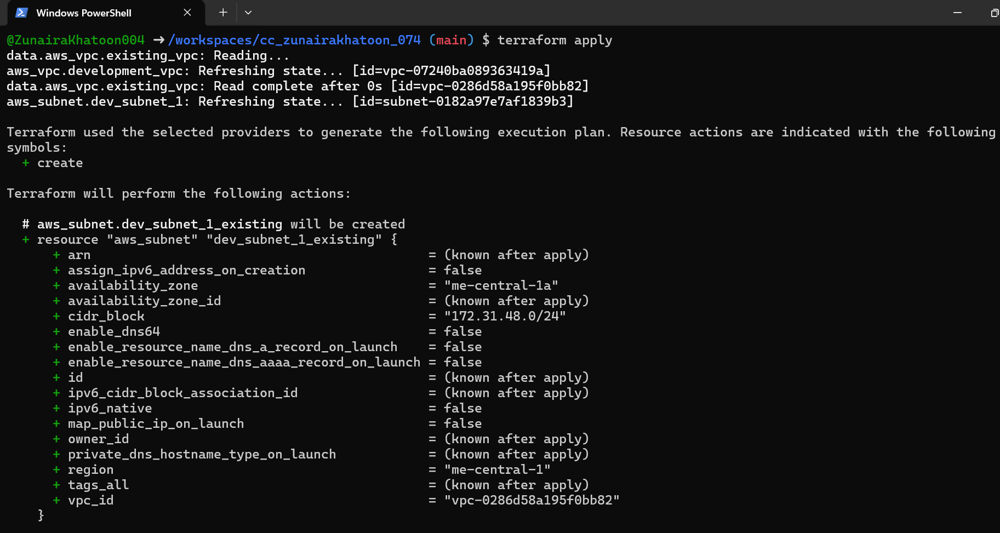 Windows PowerShell
@ZunairaKhatoon004 ➜ /workspaces/cc_zunairakhatoon_074 (main) $ terraform apply
data.aws_vpc.existing_vpc: Reading...
aws_vpc.development_vpc: Refreshing state... [id=vpc-07240ba089363419a]
data.aws_vpc.existing_vpc: Read complete after 0s [id=vpc-0286d58a195f0bb82]
aws_subnet.dev_subnet_1: Refreshing state... [id=subnet-0182a97e7af1839b3]
Terraform used the selected providers to generate the following execution plan. Resource actions are indicated with the following
symbols:
+ create
Terraform will perform the following actions:
# aws_subnet.dev_subnet_1_existing will be created
+ resource "aws_subnet" "dev_subnet_1_existing" {
+ arn = (known after apply)
+ assign_ipv6_address_on_creation = false
+ availability_zone = "me-central-1a"
+ availability_zone_id = (known after apply)
+ cidr_block = "172.31.48.0/24"
+ enable_dns64 = false
+ enable_resource_name_dns_a_record_on_launch = false
+ enable_resource_name_dns_aaaa_record_on_launch = false
+ id = (known after apply)
+ ipv6_cidr_block_association_id = (known after apply)
+ ipv6_native = false
+ map_public_ip_on_launch = false
+ owner_id = (known after apply)
+ private_dns_hostname_type_on_launch = (known after apply)
+ region = "me-central-1"
+ tags_all = (known after apply)
+ vpc_id = "vpc-0286d58a195f0bb82"
}